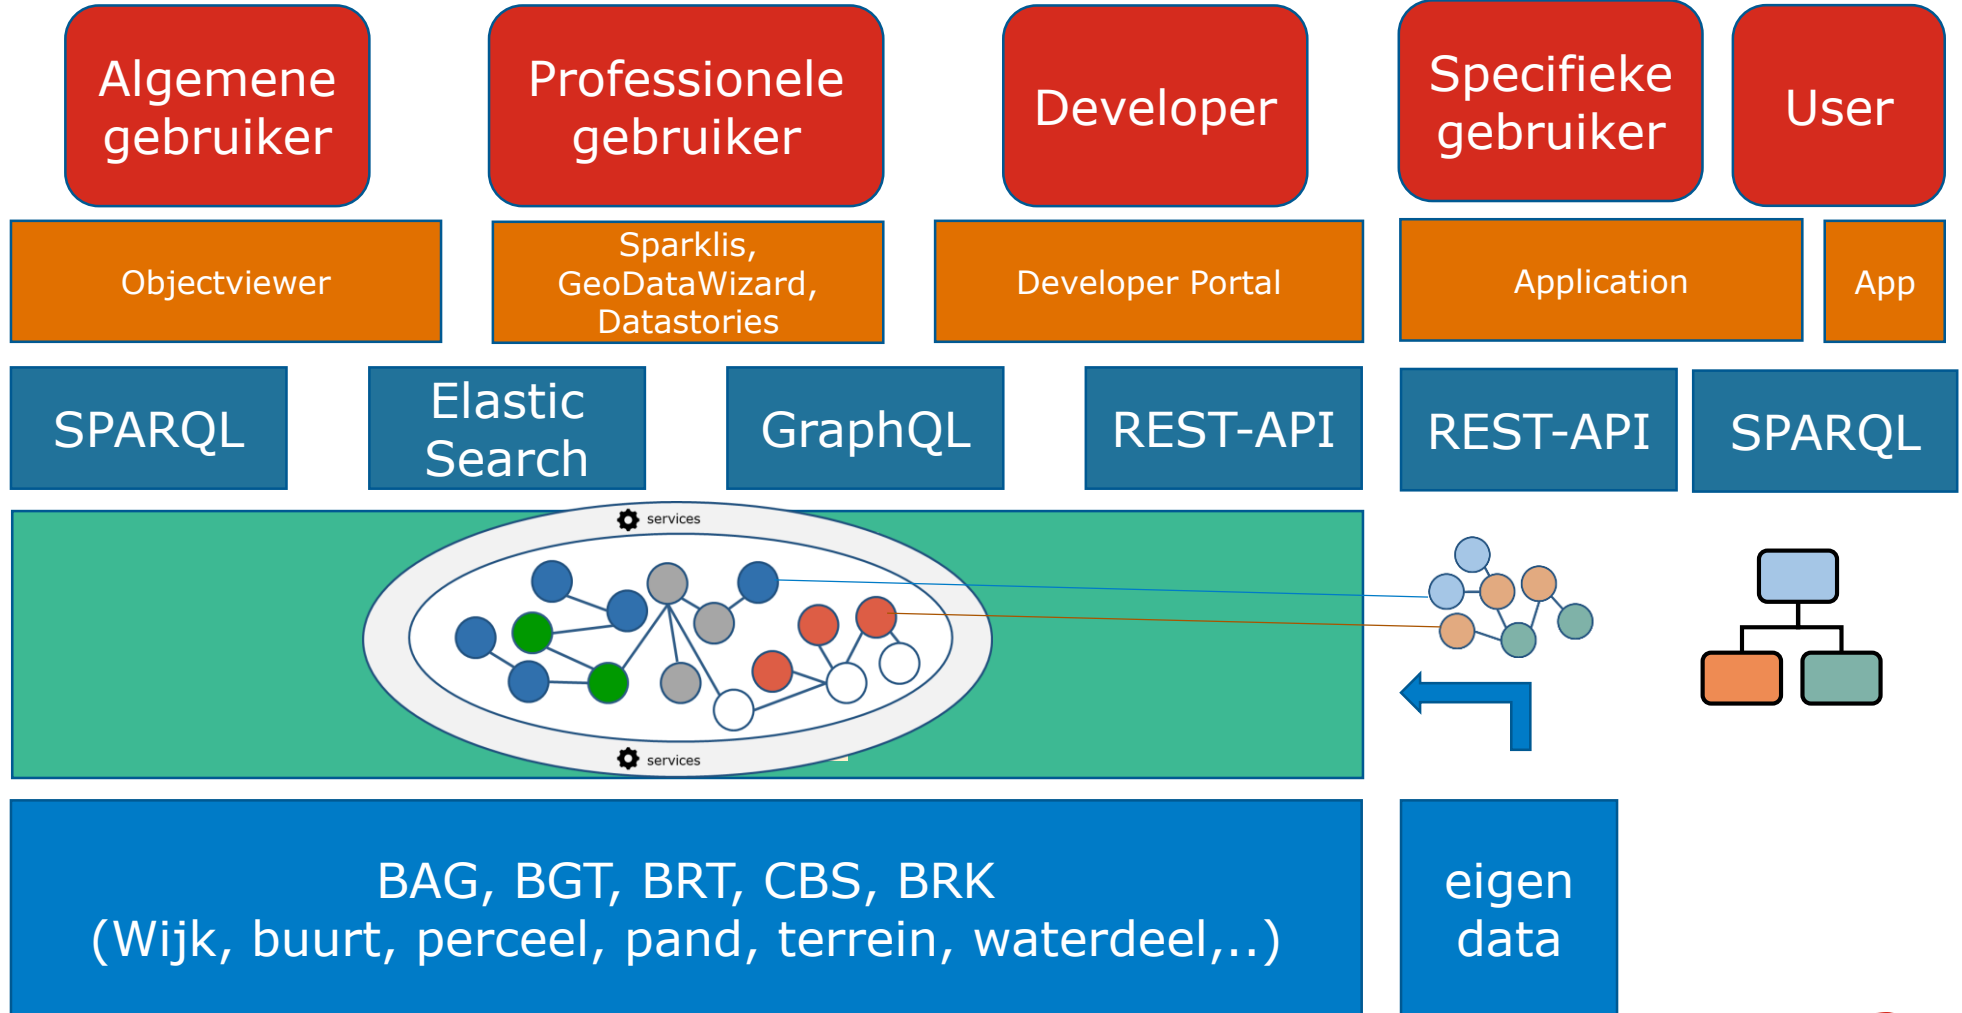 Algemene
gebruiker
Professionele
gebruiker
Developer
Specifieke
gebruiker
User
Objectviewer
Sparklis,
GeoDataWizard,
Datastories
Developer Portal
Application
App
SPARQL
Elastic
Search
GraphQL
REST-API
REST-API
SPARQL
services
services
BAG, BGT, BRT, CBS, BRK
(Wijk, buurt, perceel, pand, terrein, waterdeel,..)
eigen
data